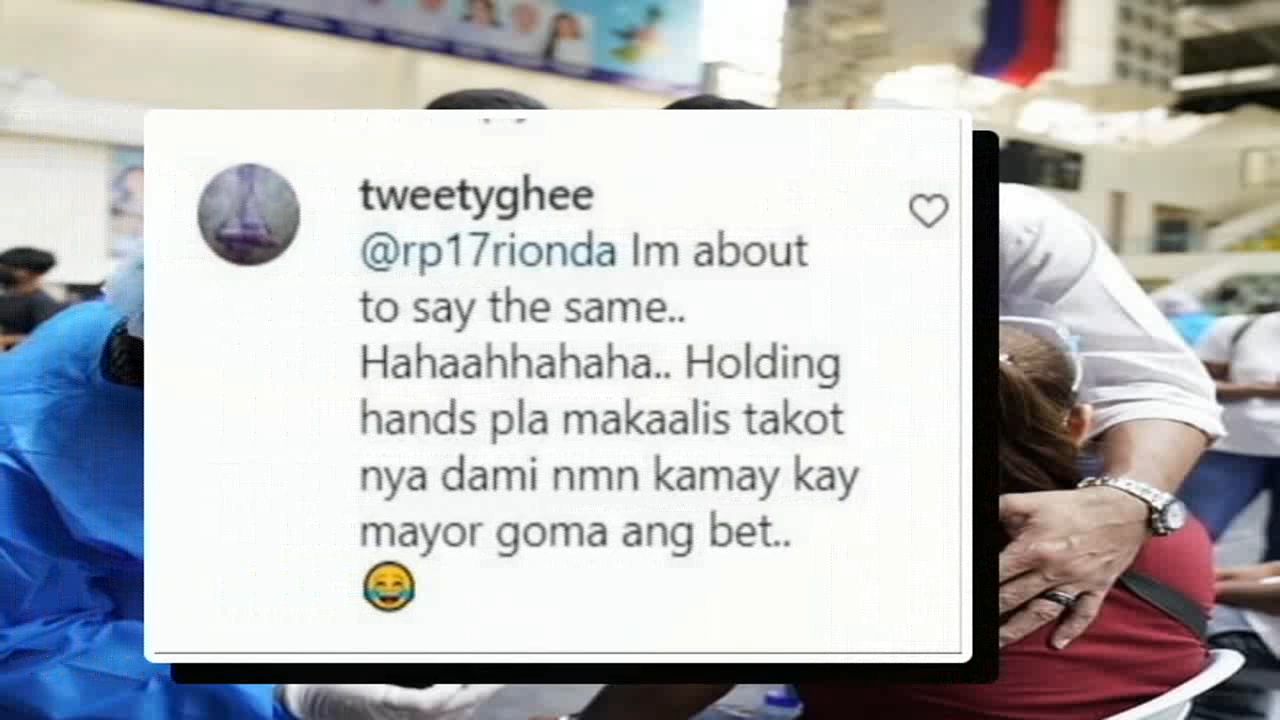 tweetyghee
@rp17rionda Im about
to say the same..
Hahaahhahaha.. Holding
hands pla makaalis takot
nya dami nmn kamay kay
mayor goma ang bet..
😂